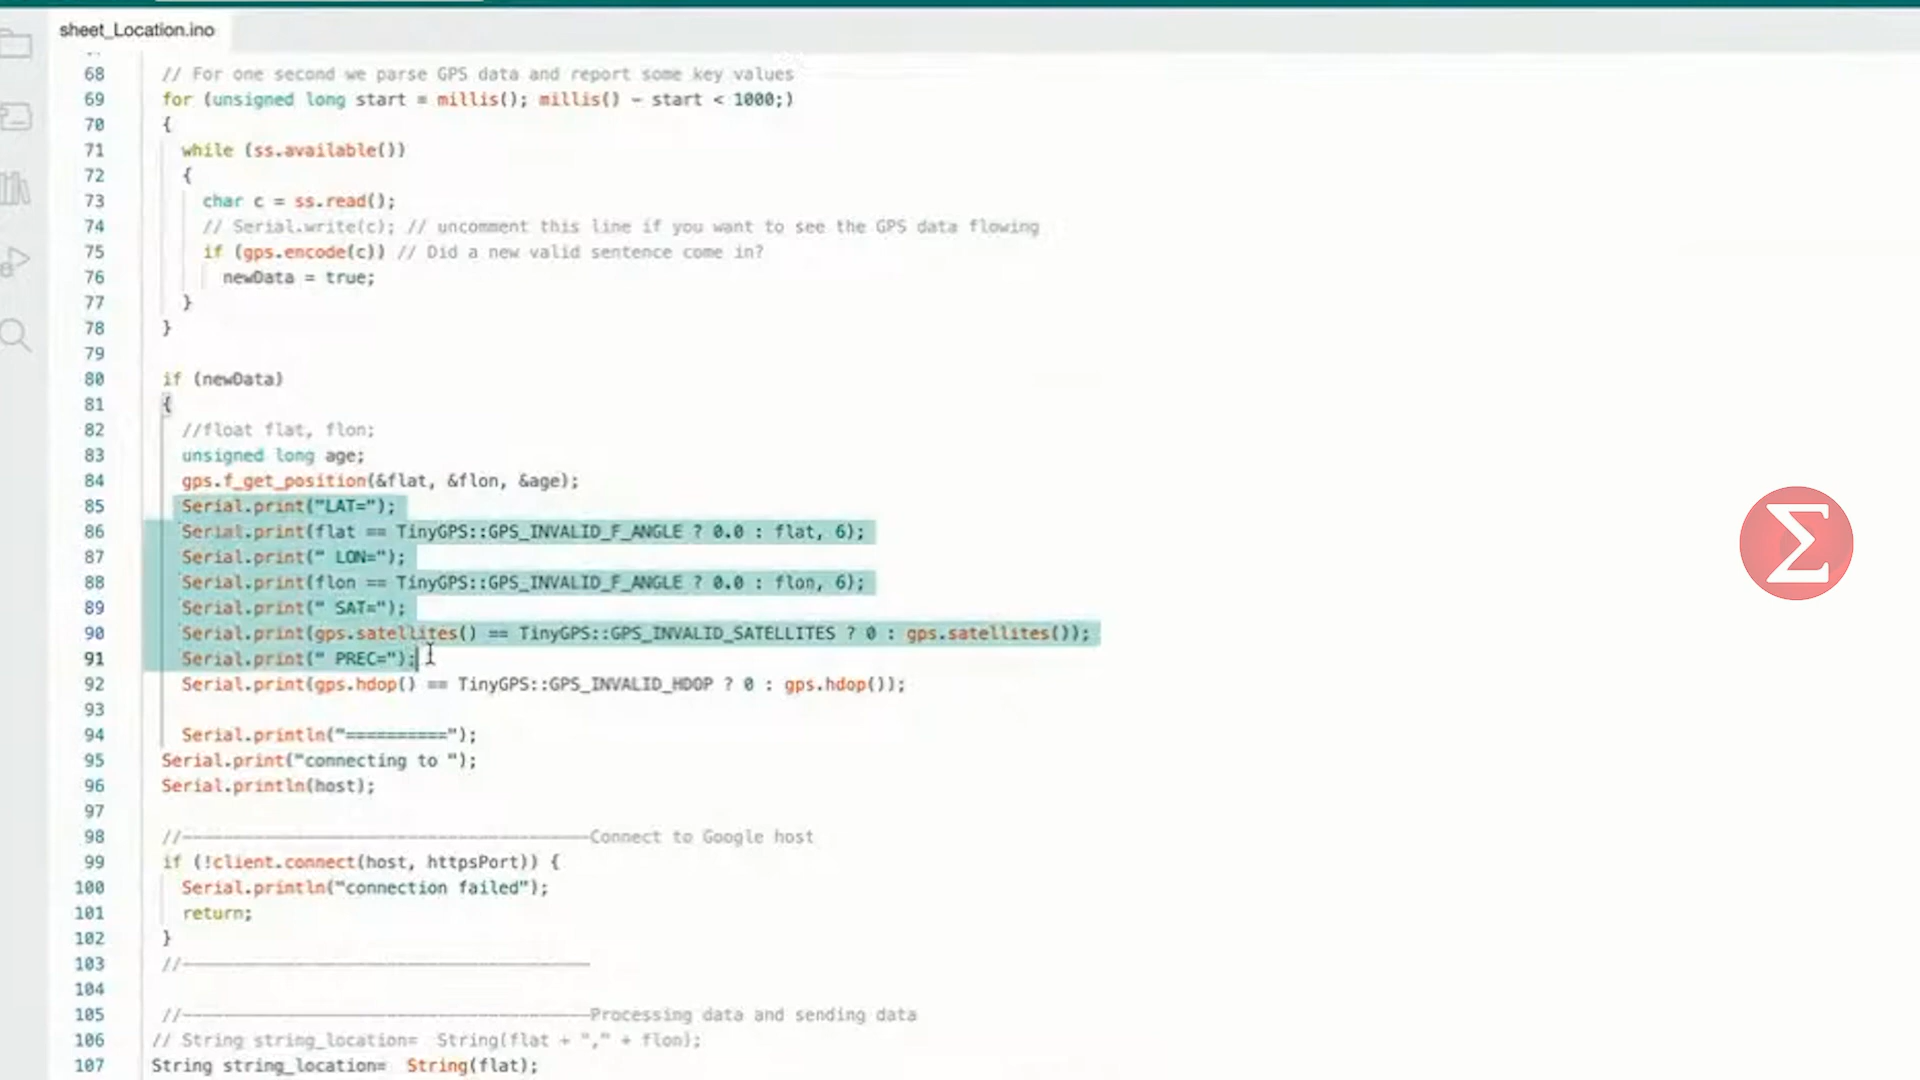 sheet_Location.ino
68 // For one second we parse GPS data and report some key values
69 for (unsigned long start = millis(); millis() - start < 1000;)
70 {
71 while (ss.available())
72 {
73 char c = ss.read();
74 // Serial.write(c); // uncomment this line if you want to see the GPS data flowing
75 if (gps.encode(c)) // Did a new valid sentence come in?
76 newData = true;
77 }
78 }
79
80 if (newData)
81 {
82 //float flat, flon;
83 unsigned long age;
84 gps.f_get_position(&flat, &flon, &age);
85 Serial.print("LAT=");
86 Serial.print(flat == TinyGPS::GPS_INVALID_F_ANGLE ? 0.0 : flat, 6);
87 Serial.print(" LON=");
88 Serial.print(flon == TinyGPS::GPS_INVALID_F_ANGLE ? 0.0 : flon, 6);
89 Serial.print(" SAT=");
90 Serial.print(gps.satellites() == TinyGPS::GPS_INVALID_SATELLITES ? 0 : gps.satellites());
91 Serial.print(" PREC=");
92 Serial.print(gps.hdop() == TinyGPS::GPS_INVALID_HDOP ? 0 : gps.hdop());
93
94 Serial.println("==========");
95 Serial.print("connecting to ");
96 Serial.println(host);
97
98 //----------------------------------------Connect to Google host
99 if (!client.connect(host, httpsPort)) {
100 Serial.println("connection failed");
101 return;
102 }
103 //----------------------------------------
104
105 //----------------------------------------Processing data and sending data
106 // String string_location= String(flat + "," + flon);
107 String string_location= String(flat);
Σ